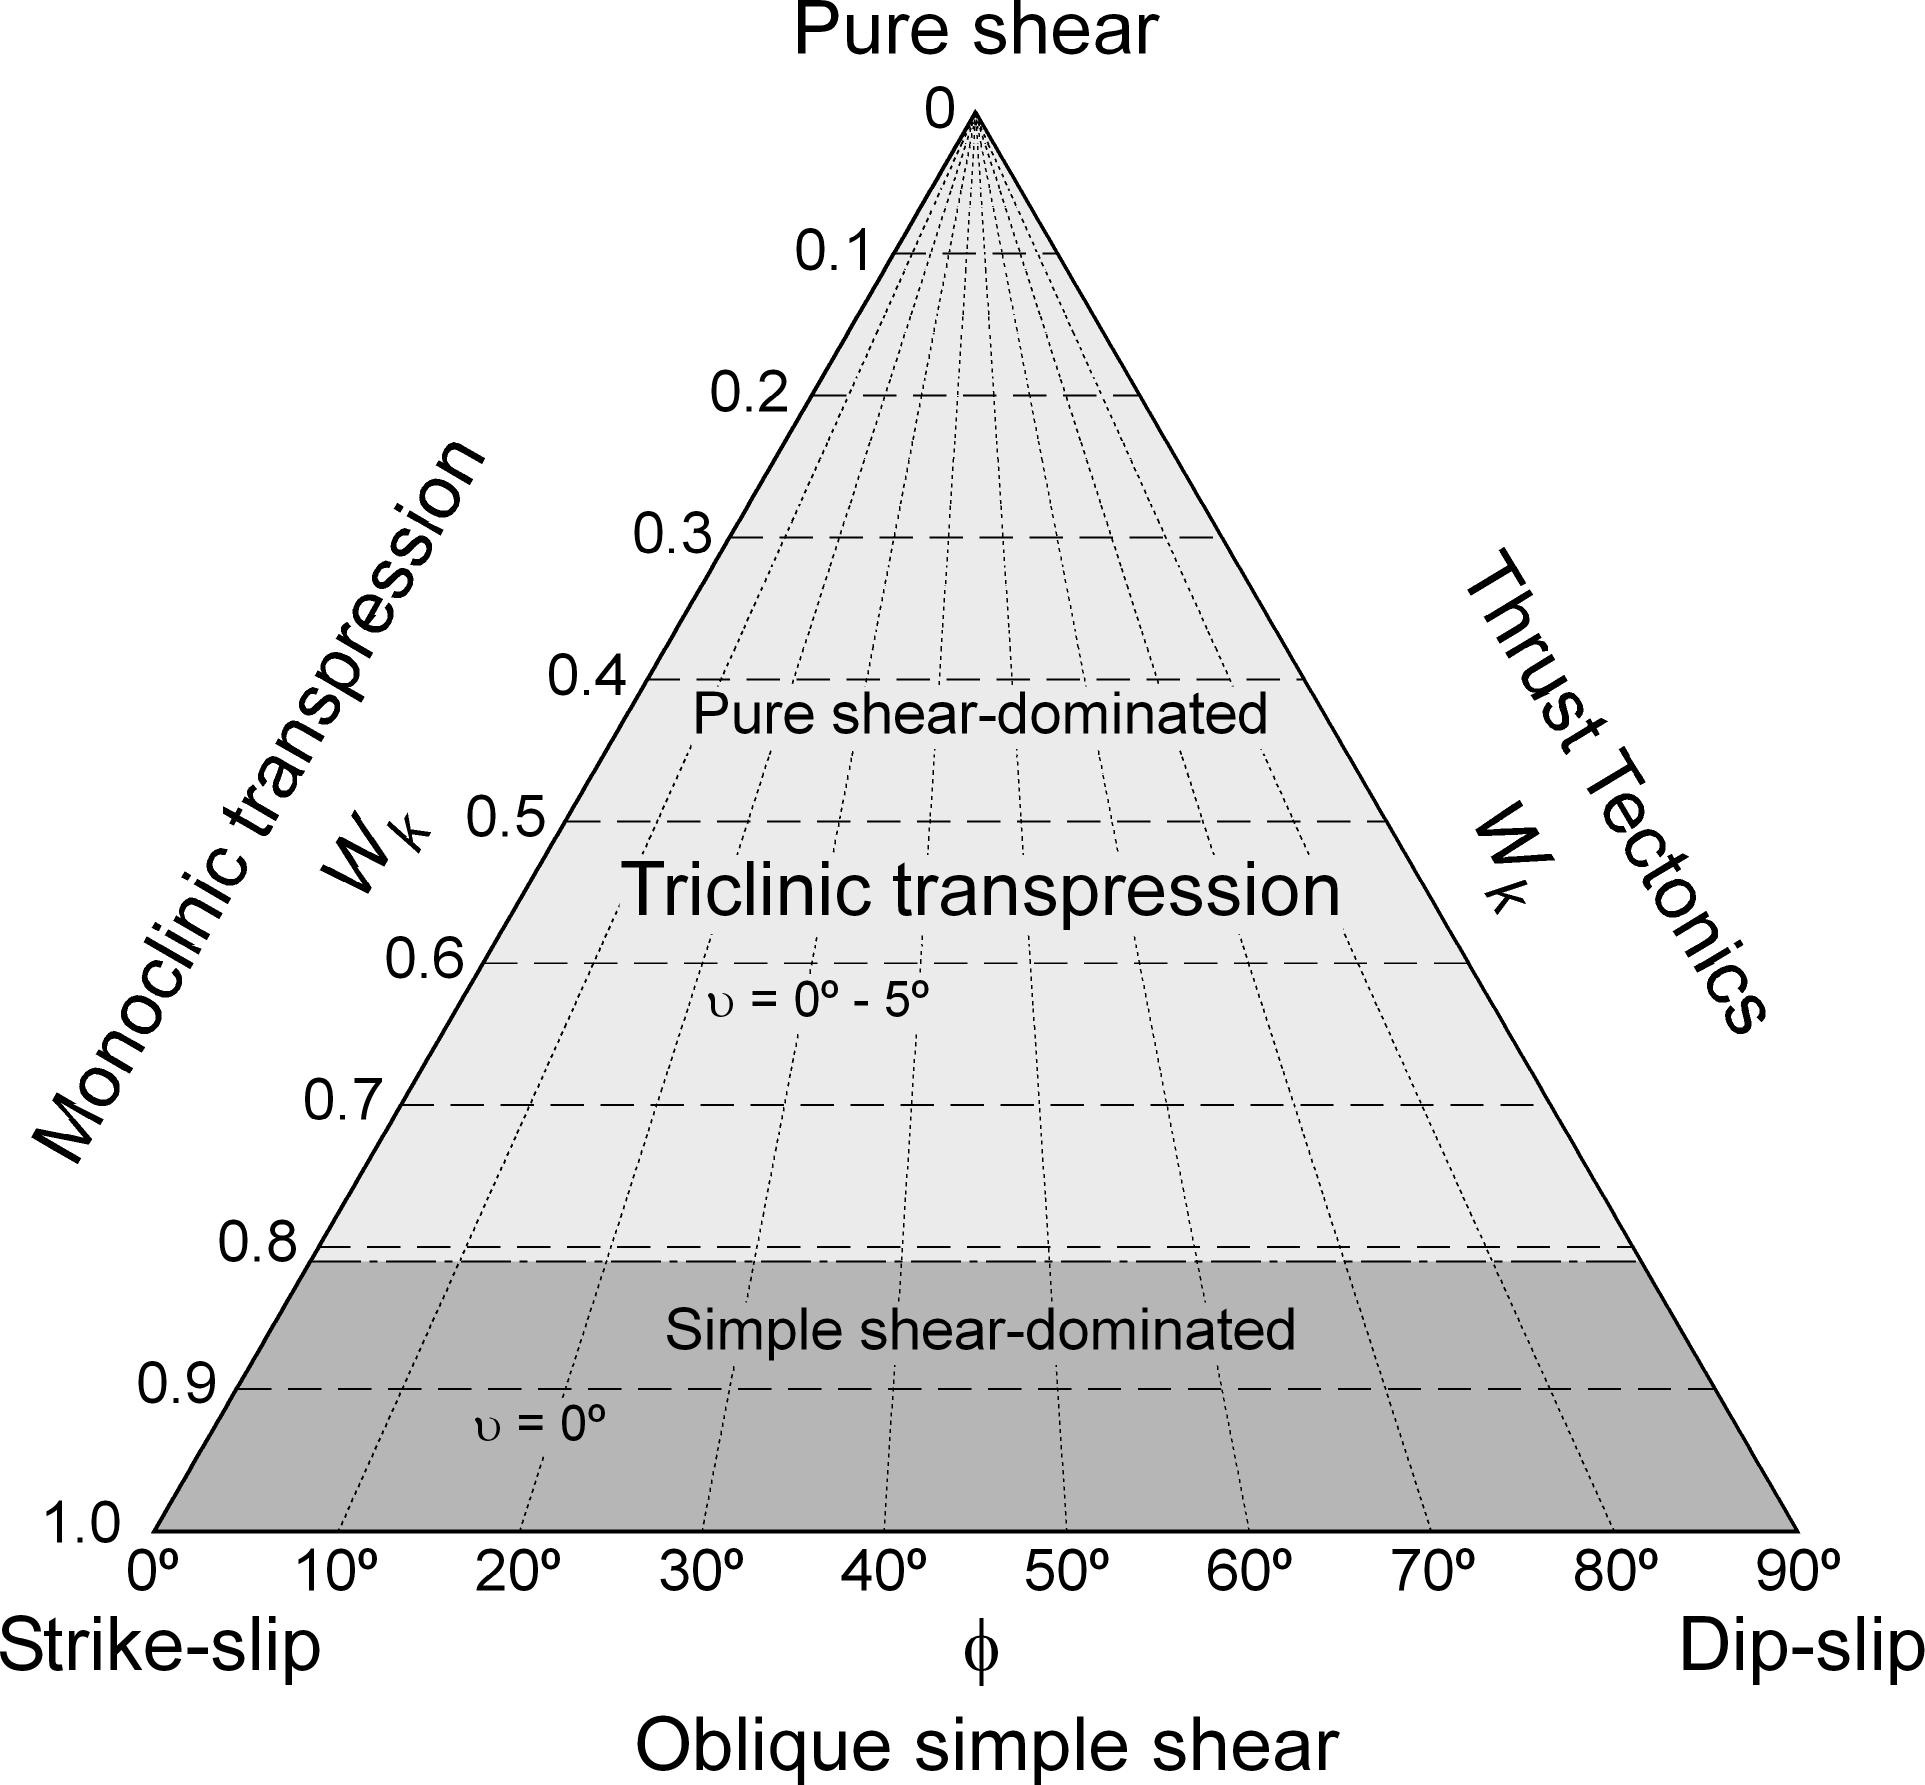 Pure shear
0
0.1
0.2
0.3
0.4
Pure shear-dominated
0.5
Triclinic transpression
0.6
υ = 0º - 5º
0.7
0.8
Simple shear-dominated
0.9
υ = 0º
1.0
Monoclinic transpression
Wk
Thrust Tectonics
Wk
0º 10º 20º 30º 40º 50º 60º 70º 80º 90º
Strike-slip ϕ Dip-slip
Oblique simple shear